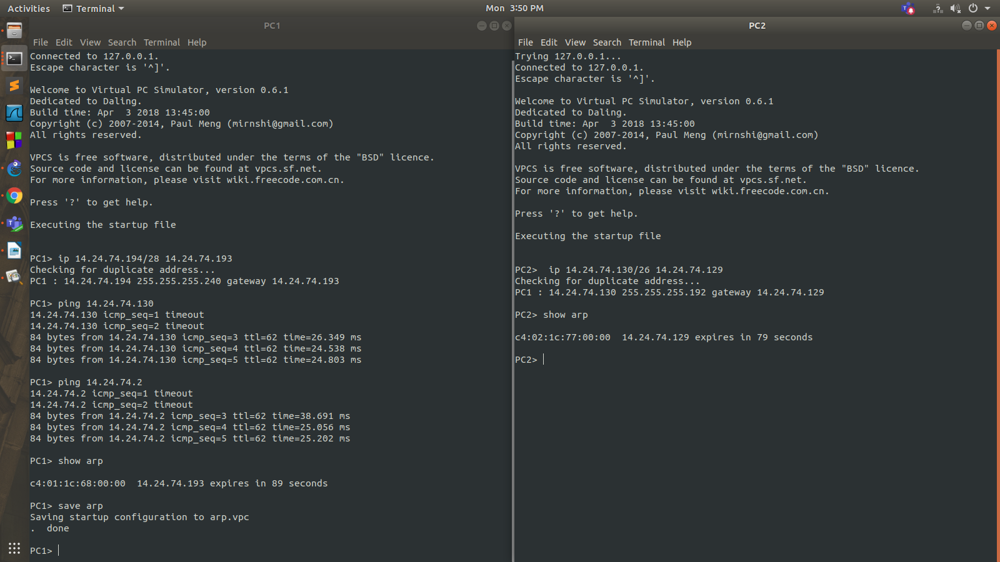 Activities Terminal Mon 3:50 PM
PC1
File Edit View Search Terminal Help
Connected to 127.0.0.1.
Escape character is '^]'.
Welcome to Virtual PC Simulator, version 0.6.1
Dedicated to Daling.
Build time: Apr  3 2018 13:45:00
Copyright (c) 2007-2014, Paul Meng (mirnshi@gmail.com)
All rights reserved.
VPCS is free software, distributed under the terms of the "BSD" licence.
Source code and license can be found at vpcs.sf.net.
For more information, please visit wiki.freecode.com.cn.
Press '?' to get help.
Executing the startup file
PC1> ip 14.24.74.194/28 14.24.74.193
Checking for duplicate address...
PC1 : 14.24.74.194 255.255.255.240 gateway 14.24.74.193
PC1> ping 14.24.74.130
14.24.74.130 icmp_seq=1 timeout
14.24.74.130 icmp_seq=2 timeout
84 bytes from 14.24.74.130 icmp_seq=3 ttl=62 time=26.349 ms
84 bytes from 14.24.74.130 icmp_seq=4 ttl=62 time=24.538 ms
84 bytes from 14.24.74.130 icmp_seq=5 ttl=62 time=24.803 ms
PC1> ping 14.24.74.2
14.24.74.2 icmp_seq=1 timeout
14.24.74.2 icmp_seq=2 timeout
84 bytes from 14.24.74.2 icmp_seq=3 ttl=62 time=38.691 ms
84 bytes from 14.24.74.2 icmp_seq=4 ttl=62 time=25.056 ms
84 bytes from 14.24.74.2 icmp_seq=5 ttl=62 time=25.202 ms
PC1> show arp
c4:01:1c:68:00:00  14.24.74.193 expires in 89 seconds
PC1> save arp
Saving startup configuration to arp.vpc
.  done
PC1>
PC2
File Edit View Search Terminal Help
Trying 127.0.0.1...
Connected to 127.0.0.1.
Escape character is '^]'.
Welcome to Virtual PC Simulator, version 0.6.1
Dedicated to Daling.
Build time: Apr  3 2018 13:45:00
Copyright (c) 2007-2014, Paul Meng (mirnshi@gmail.com)
All rights reserved.
VPCS is free software, distributed under the terms of the "BSD" licence.
Source code and license can be found at vpcs.sf.net.
For more information, please visit wiki.freecode.com.cn.
Press '?' to get help.
Executing the startup file
PC2>  ip 14.24.74.130/26 14.24.74.129
Checking for duplicate address...
PC1 : 14.24.74.130 255.255.255.192 gateway 14.24.74.129
PC2> show arp
c4:02:1c:77:00:00  14.24.74.129 expires in 79 seconds
PC2>